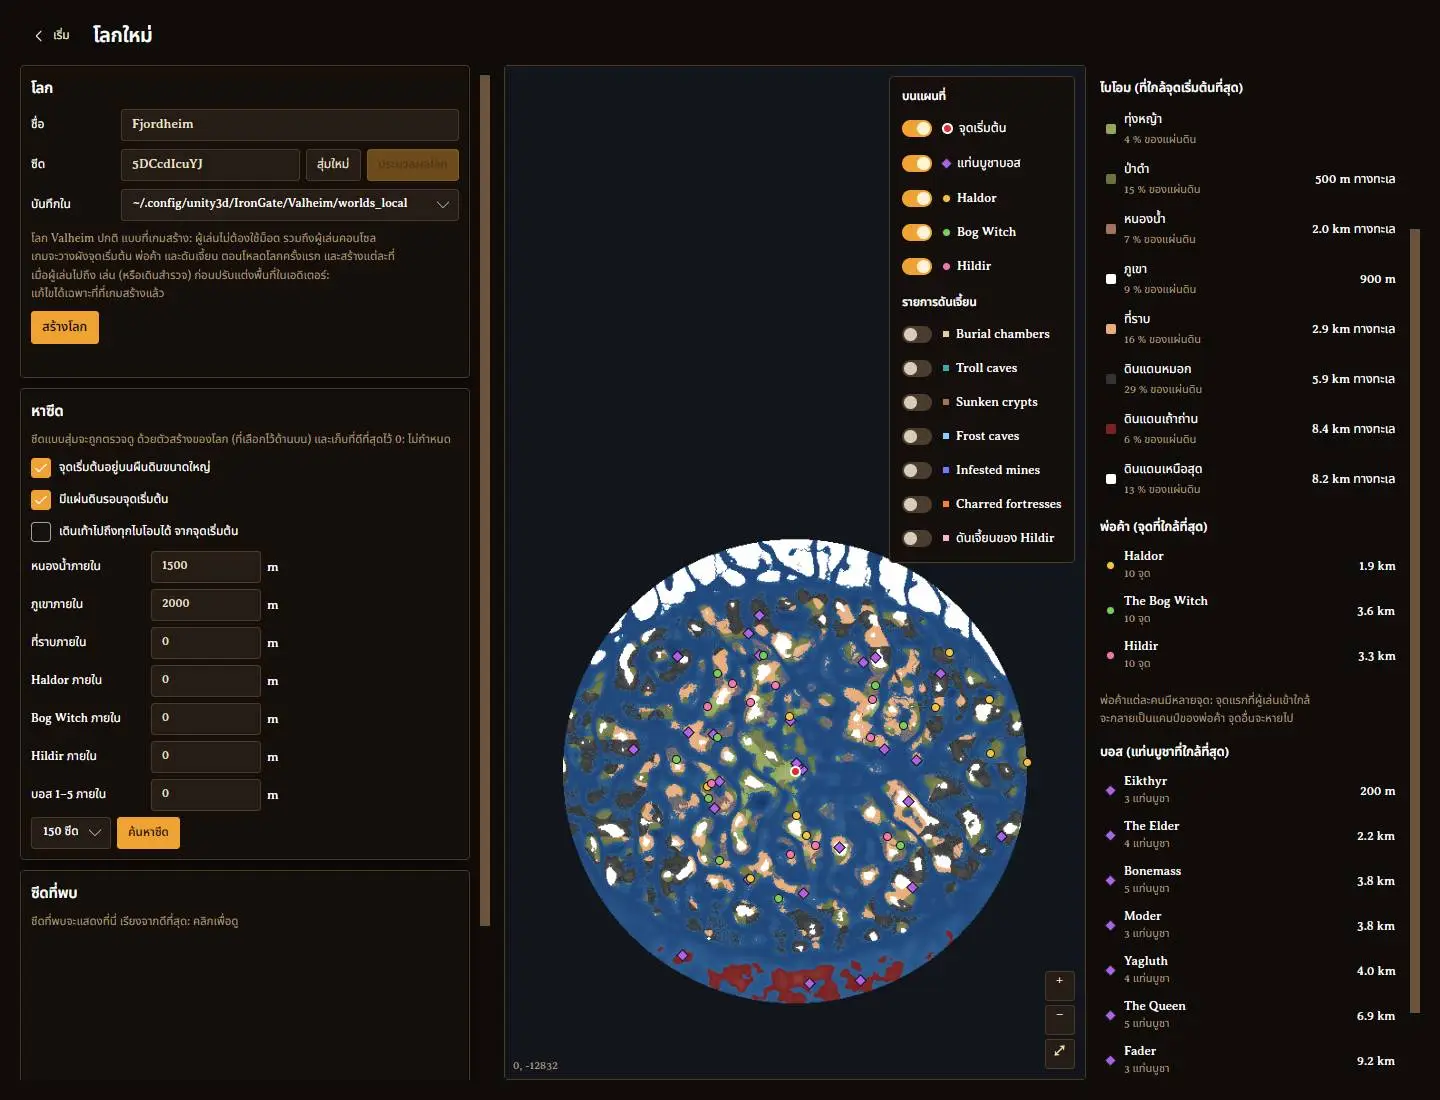 เริ่ม
โลกใหม่
โลก
ชื่อ
Fjordheim
ซีด
5DCcdIcuYJ
สุ่มใหม่
บันทึกใน
~/.config/unity3d/IronGate/Valheim/worlds_local
โลก Valheim ปกติ แบบที่เกมสร้าง: ผู้เล่นไม่ต้องใช้ม็อด รวมถึงผู้เล่นคอนโซล
เกมจะวางผังจุดเริ่มต้น พ่อค้า และดันเจี้ยน ตอนโหลดโลกครั้งแรก และสร้างแต่ละที่
เมื่อผู้เล่นไปถึง เล่น (หรือเดินสำรวจ) ก่อนปรับแต่งพื้นที่ในเอดิเตอร์:
แก้ไขได้เฉพาะที่ที่เกมสร้างแล้ว
สร้างโลก
หาซีด
ซีดแบบสุ่มจะถูกตรวจดู ด้วยตัวสร้างของโลก (ที่เลือกไว้ด้านบน) และเก็บที่ดีที่สุดไว้ 0: ไม่กำหนด
จุดเริ่มต้นอยู่บนผืนดินขนาดใหญ่
มีแผ่นดินรอบจุดเริ่มต้น
เดินเท้าไปถึงทุกไบโอมได้ จากจุดเริ่มต้น
หนองน้ำภายใน
1500
m
ภูเขาภายใน
2000
m
ที่ราบภายใน
0
m
Haldor ภายใน
0
m
Bog Witch ภายใน
0
m
Hildir ภายใน
0
m
บอส 1–5 ภายใน
0
m
150 ซีด
ค้นหาซีด
ซีดที่พบ
ซีดที่พบจะแสดงที่นี่ เรียงจากดีที่สุด: คลิกเพื่อดู
บนแผนที่
จุดเริ่มต้น
แท่นบูชาบอส
Haldor
Bog Witch
Hildir
รายการดันเจี้ยน
Burial chambers
Troll caves
Sunken crypts
Frost caves
Infested mines
Charred fortresses
ดันเจี้ยนของ Hildir
+
−
0, -12832
ไบโอม (ที่ใกล้จุดเริ่มต้นที่สุด)
ทุ่งหญ้า
4 % ของแผ่นดิน
ป่าดำ
15 % ของแผ่นดิน
500 m ทางทะเล
หนองน้ำ
7 % ของแผ่นดิน
2.0 km ทางทะเล
ภูเขา
9 % ของแผ่นดิน
900 m
ที่ราบ
16 % ของแผ่นดิน
2.9 km ทางทะเล
ดินแดนหมอก
29 % ของแผ่นดิน
5.9 km ทางทะเล
ดินแดนเถ้าถ่าน
6 % ของแผ่นดิน
8.4 km ทางทะเล
ดินแดนเหนือสุด
13 % ของแผ่นดิน
8.2 km ทางทะเล
พ่อค้า (จุดที่ใกล้ที่สุด)
Haldor
10 จุด
1.9 km
The Bog Witch
10 จุด
3.6 km
Hildir
10 จุด
3.3 km
พ่อค้าแต่ละคนมีหลายจุด: จุดแรกที่ผู้เล่นเข้าใกล้
จะกลายเป็นแคมป์ของพ่อค้า จุดอื่นจะหายไป
บอส (แท่นบูชาที่ใกล้ที่สุด)
Eikthyr
3 แท่นบูชา
200 m
The Elder
4 แท่นบูชา
2.2 km
Bonemass
5 แท่นบูชา
3.8 km
Moder
3 แท่นบูชา
3.8 km
Yagluth
4 แท่นบูชา
4.0 km
The Queen
5 แท่นบูชา
6.9 km
Fader
3 แท่นบูชา
9.2 km